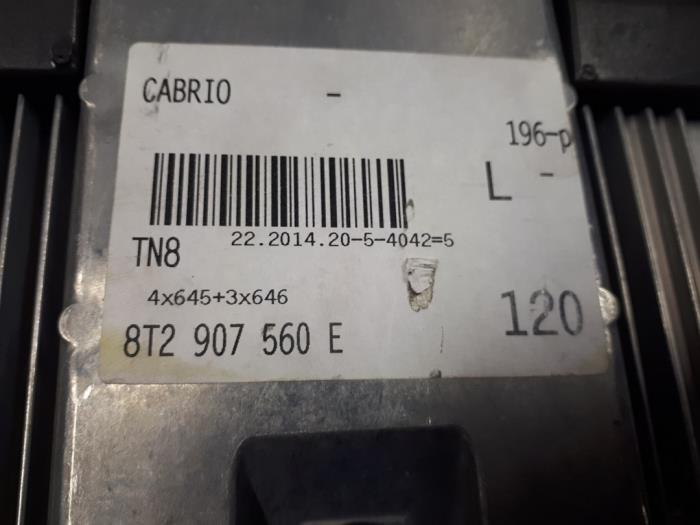 CABRIO -
196-p
L -
22.2014.20-5-4042=5
TN8
4x645+3x646
8T2 907 560 E
120